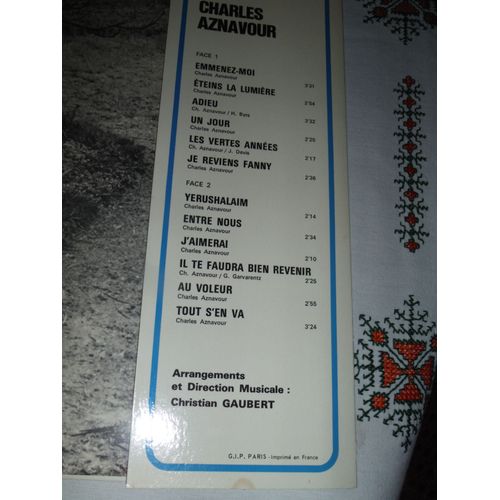 CHARLES
AZNAVOUR
FACE 1
EMMENEZ-MOI
Charles Aznavour 3'31
ÉTEINS LA LUMIÈRE
Charles Aznavour 3'54
ADIEU
Ch. Aznavour / H. Byrs 3'32
UN JOUR
Charles Aznavour 2'25
LES VERTES ANNÉES
Ch. Aznavour / J. Davis 2'17
JE REVIENS FANNY
Charles Aznavour 2'36
FACE 2
YERUSHALAIM
Charles Aznavour 2'14
ENTRE NOUS
Charles Aznavour 2'34
J'AIMERAI
Charles Aznavour 2'10
IL TE FAUDRA BIEN REVENIR
Ch. Aznavour / G. Garvarentz 2'25
AU VOLEUR
Charles Aznavour 2'55
TOUT S'EN VA
Charles Aznavour 3'24
Arrangements
et Direction Musicale :
Christian GAUBERT
G.I.P. PARIS - Imprimé en France